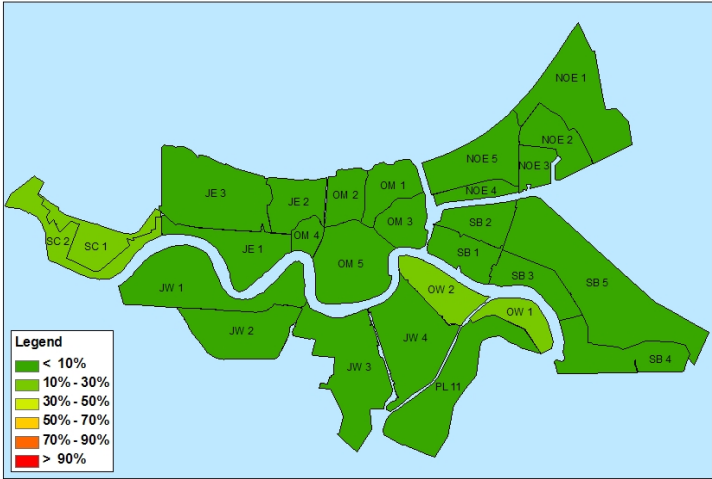 NOE 1
NOE 2
NOE 5
NOE 3
NOE 4
JE 3
JE 2
OM 2
OM 1
OM 3
OM 4
SB 2
SC 2
SC 1
JE 1
SB 1
OM 5
SB 3
SB 5
JW 1
OW 2
OW 1
JW 2
JW 4
JW 3
SB 4
PL 11
Legend
< 10%
10% - 30%
30% - 50%
50% - 70%
70% - 90%
> 90%